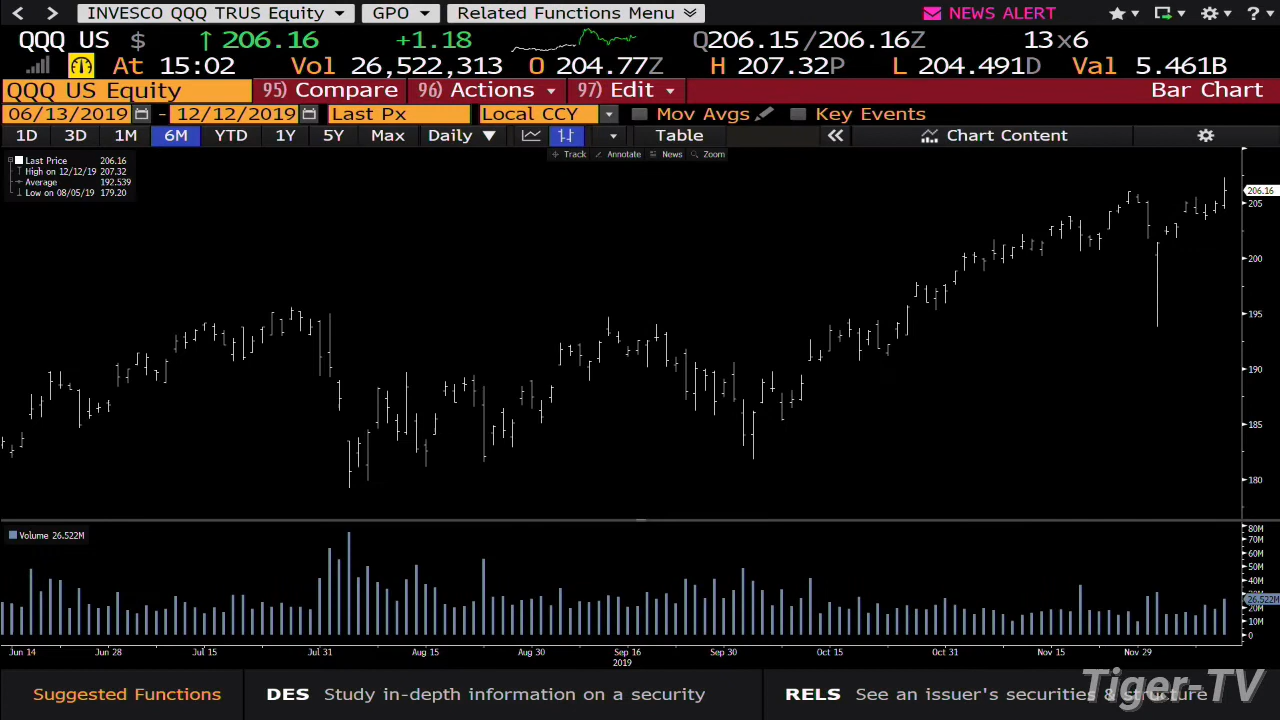 INVESCO QQQ TRUS Equity GPO Related Functions Menu NEWS ALERT ?
QQQ US $ ↑ 206.16 +1.18 Q206.15/206.16Z 13x6
At 15:02 Vol 26,522,313 O 204.77Z H 207.32P L 204.491D Val 5.461B
QQQ US Equity 95) Compare 96) Actions 97) Edit Bar Chart
06/13/2019 - 12/12/2019 Last Px Local CCY Mov Avgs Key Events
1D 3D 1M 6M YTD 1Y 5Y Max Daily ▼ Table « Chart Content
Track Annotate News Zoom
Last Price 206.16
High on 12/12/19 207.32
Average 192.539
Low on 08/05/19 179.20
206.16
205
200
195
190
185
180
Volume 26.522M
80M
70M
60M
50M
40M
26.522M
20M
10M
0
Jun 14 Jun 28 Jul 15 Jul 31 Aug 15 Aug 30 Sep 16 Sep 30 Oct 15 Oct 31 Nov 15 Nov 29
2019
Suggested Functions DES Study in-depth information on a security RELS See an issuer's securities & structure
Tiger-TV